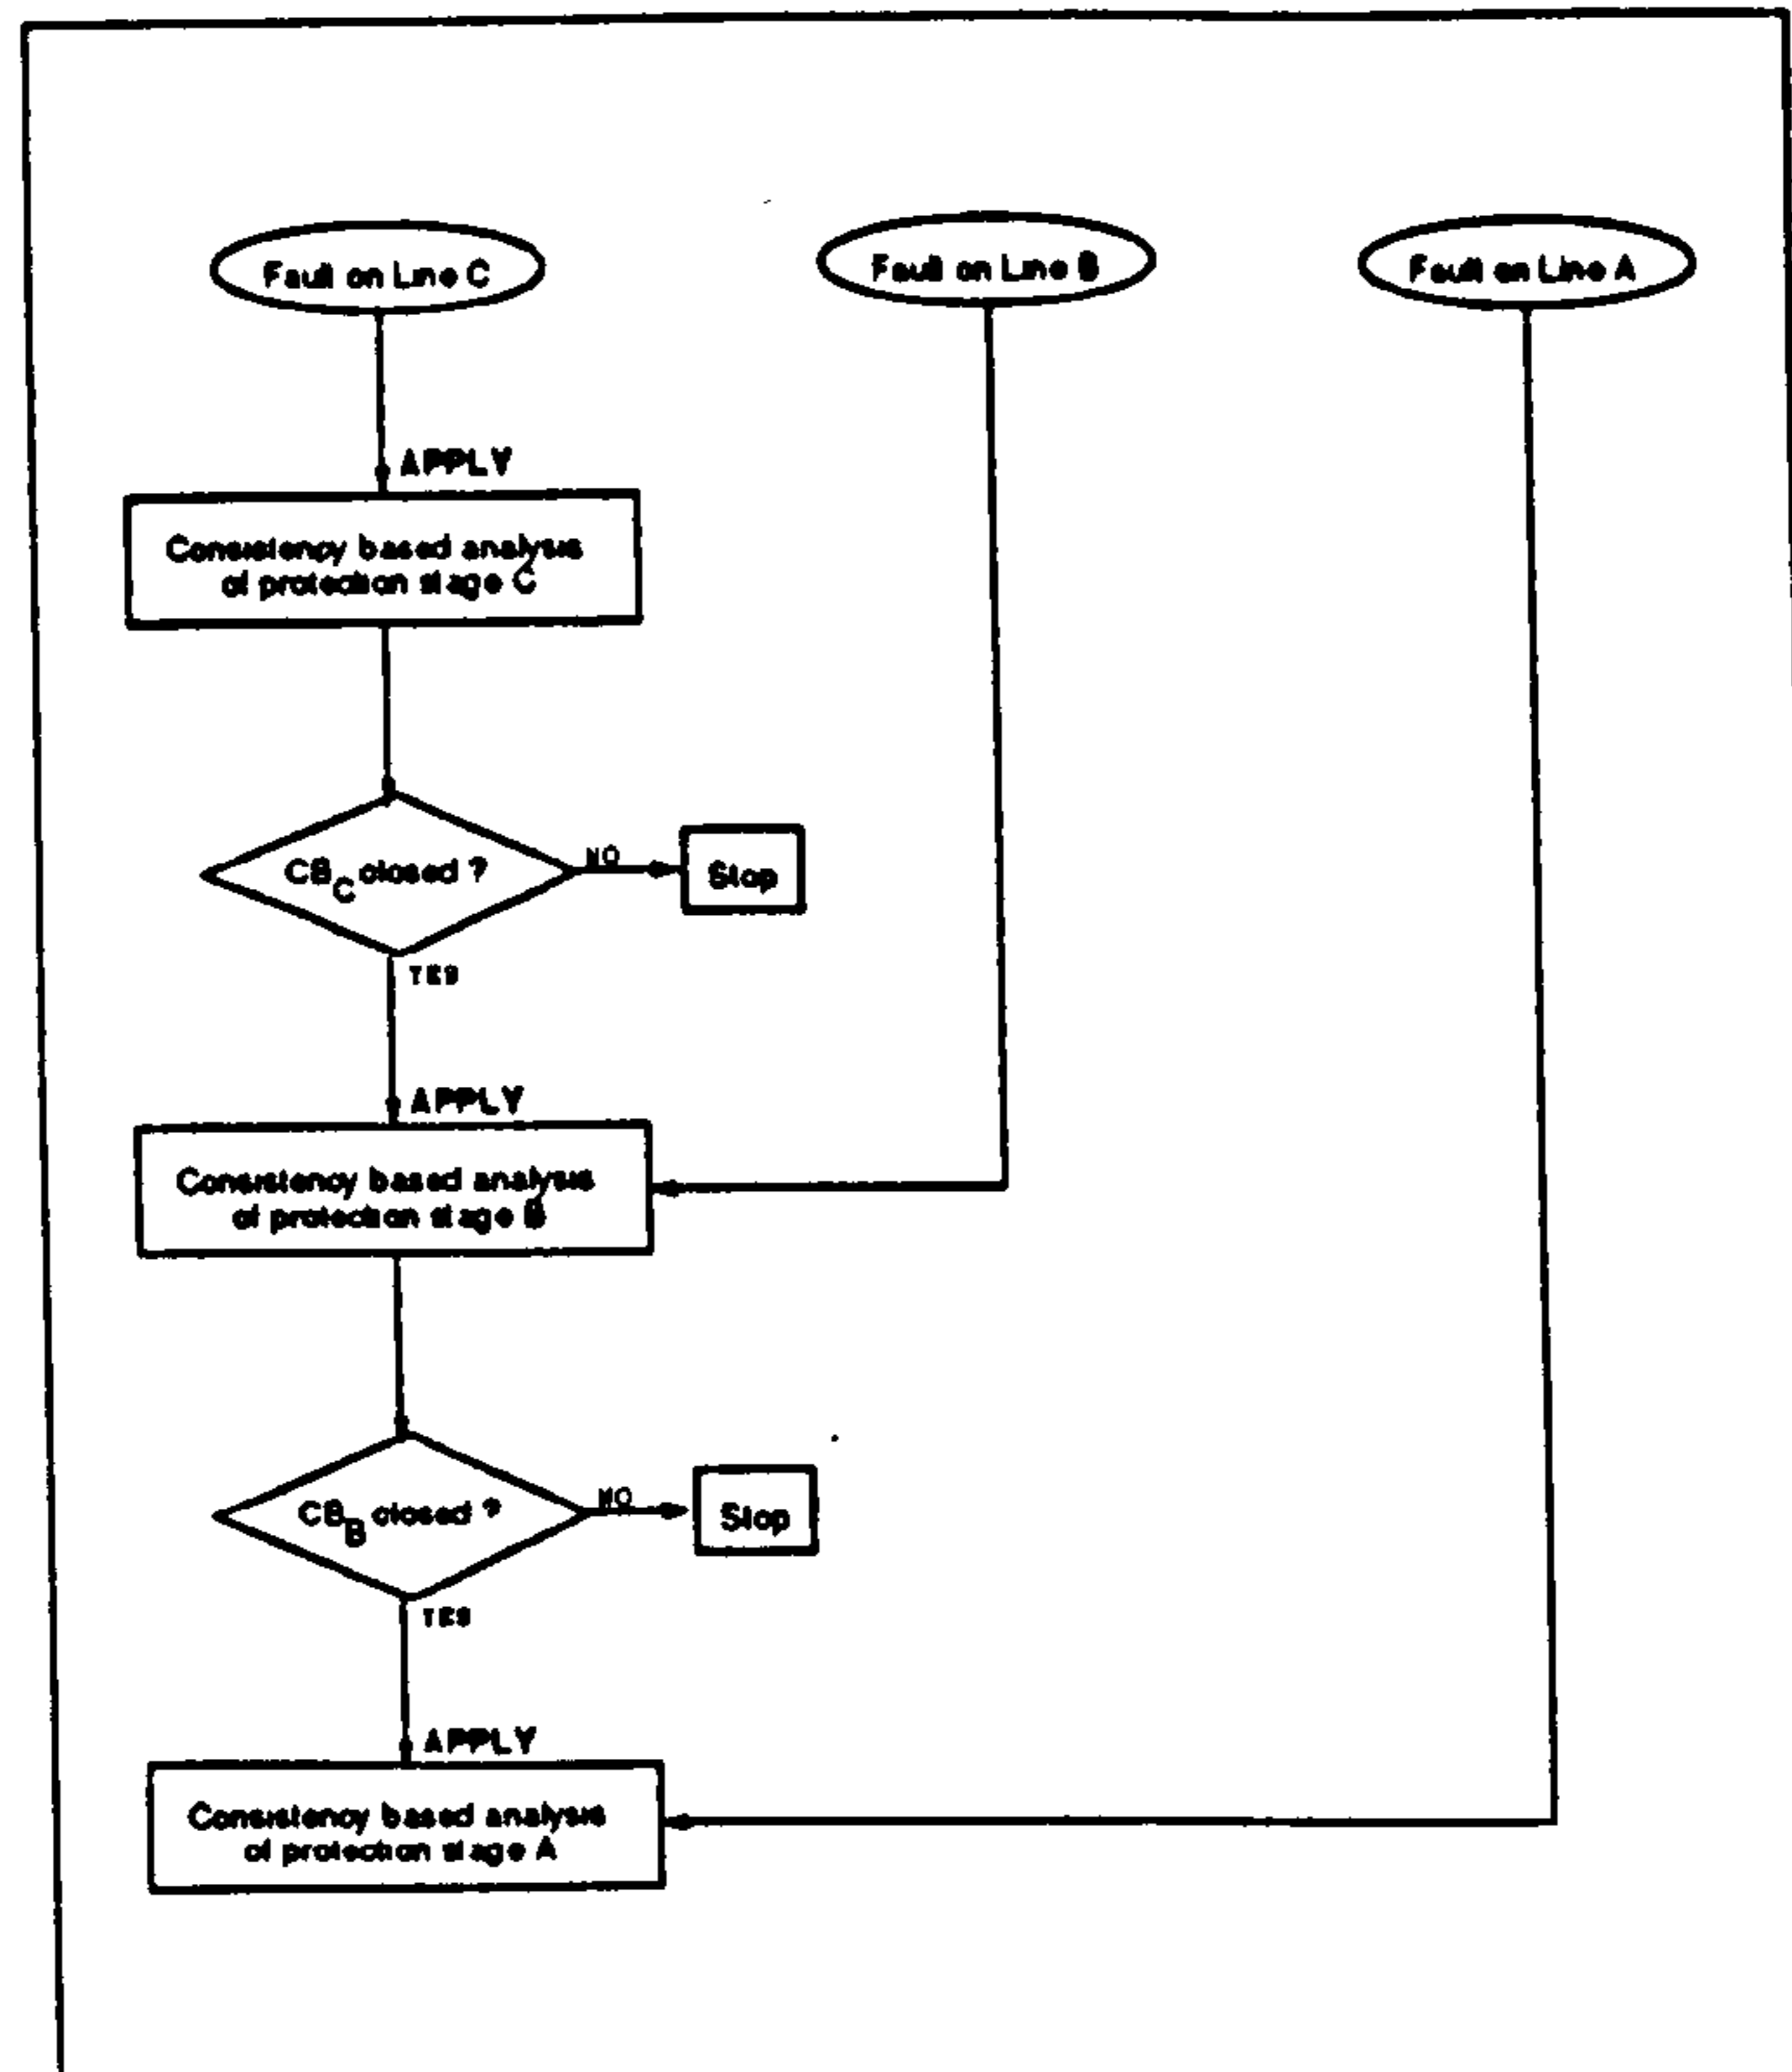 Fault on Line C
Fault on Line B
Fault on Line A
APPLY
Consistency based analysis
of protection stage C
CB_C closed ?
NO
Stop
YES
APPLY
Consistency based analysis
of protection stage B
CB_B closed ?
NO
Stop
YES
APPLY
Consistency based analysis
of protection stage A